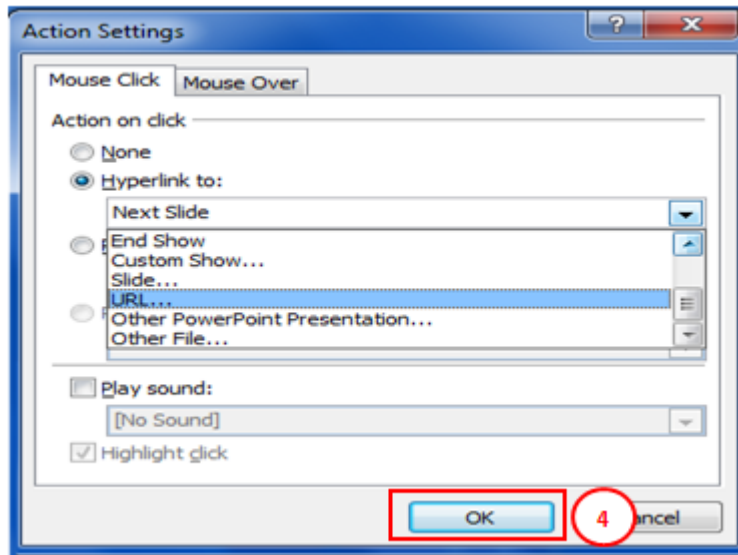 Action Settings
?
Mouse Click Mouse Over
Action on click
None
Hyperlink to:
Next Slide
End Show
Custom Show...
Slide...
URL...
Other PowerPoint Presentation...
Other File...
Play sound:
[No Sound]
Highlight click
OK 4 ancel